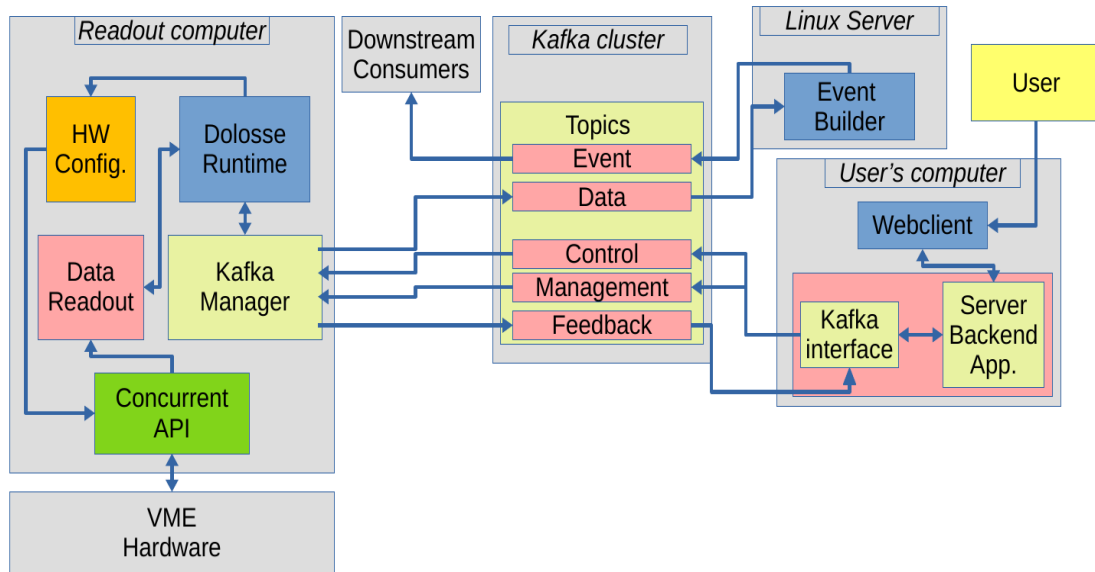 Readout computer
HW
Config.
Dolosse
Runtime
Data
Readout
Kafka
Manager
Concurrent
API
VME
Hardware
Downstream
Consumers
Kafka cluster
Topics
Event
Data
Control
Management
Feedback
Linux Server
Event
Builder
User
User's computer
Webclient
Kafka
interface
Server
Backend
App.